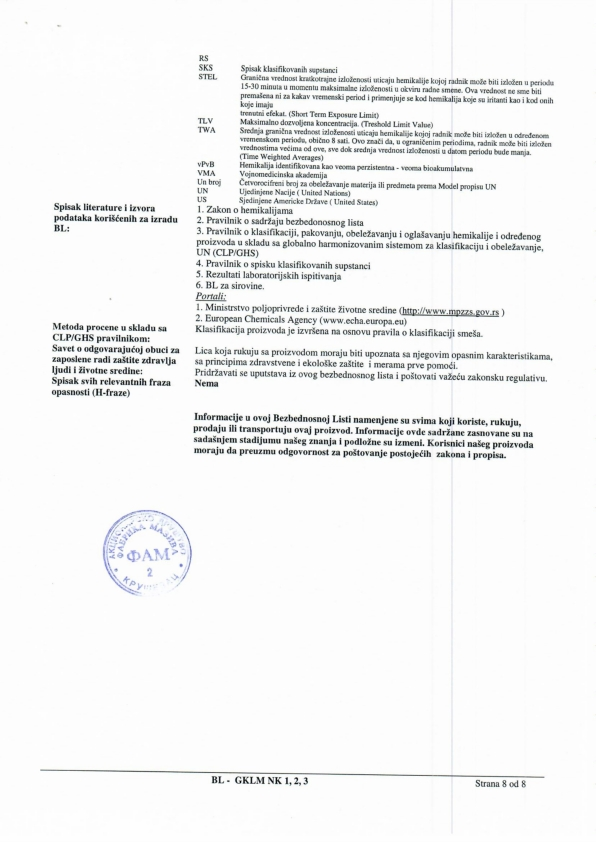 RS
SKS Spisak klasifikovanih supstanci
STEL Granična vrednost kratkotrajne izloženosti uticaju hemikalije kojoj radnik može biti izložen u periodu
15-30 minuta u momentu maksimalne izloženosti u okviru radne smene. Ova vrednost ne sme biti
premašena ni za kakav vremenski period i primenjuje se kod hemikalija koje su iritanti kao i kod onih
koje imaju
trenutni efekat. (Short Term Exposure Limit)
TLV Maksimalno dozvoljena koncentracija. (Treshold Limit Value)
TWA Srednja granična vrednost izloženosti uticaju hemikalije kojoj radnik može biti izložen u određenom
vremenskom periodu, obično 8 sati. Ovo znači da, u ograničenim periodima, radnik može biti izložen
vrednostima većima od ove, sve dok srednja vrednost izloženosti u datom periodu bude manja.
(Time Weighted Averages)
vPvB Hemikalija identifikovana kao veoma perzistentna - veoma bioakumulatvna
VMA Vojnomedicinska akademija
Un broj Četvorocifreni broj za obeležavanje materija ili predmeta prema Model propisu UN
UN Ujedinjene Nacije ( United Nations)
US Sjedinjene Americke Države ( United States)
Spisak literature i izvora
podataka korišćenih za izradu
BL:
1. Zakon o hemikalijama
2. Pravilnik o sadržaju bezbedonosnog lista
3. Pravilnik o klasifikaciji, pakovanju, obeležavanju i oglašavanju hemikalije i određenog
proizvoda u skladu sa globalno harmonizovanim sistemom za klasifikaciju i obeležavanje,
UN (CLP/GHS)
4. Pravilnik o spisku klasifikovanih supstanci
5. Rezultati laboratorijskih ispitivanja
6. BL za sirovine.
Portali:
1. Ministrstvo poljoprivrede i zaštite životne sredine (http://www.mpzzs.gov.rs )
2. European Chemicals Agency (www.echa.europa.eu)
Metoda procene u skladu sa
CLP/GHS pravilnikom:
Klasifikacija proizvoda je izvršena na osnovu pravila o klasifikaciji smeša.
Savet o odgovarajućoj obuci za
zaposlene radi zaštite zdravlja
ljudi i životne sredine:
Lica koja rukuju sa proizvodom moraju biti upoznata sa njegovim opasnim karakteristikama,
sa principima zdravstvene i ekološke zaštite i merama prve pomoći.
Pridržavati se uputstava iz ovog bezbednosnog lista i poštovati važeću zakonsku regulativu.
Spisak svih relevantnih fraza
opasnosti (H-fraze)
Nema
Informacije u ovoj Bezbednosnoj Listi namenjene su svima koji koriste, rukuju,
prodaju ili transportuju ovaj proizvod. Informacije ovde sadržane zasnovane su na
sadašnjem stadijumu našeg znanja i podložne su izmeni. Korisnici našeg proizvoda
moraju da preuzmu odgovornost za poštovanje postojećih zakona i propisa.
ФАБРИКА МАЗИВА
ФАМ
2
КРУШЕВАЦ
BL - GKLM NK 1, 2, 3
Strana 8 od 8